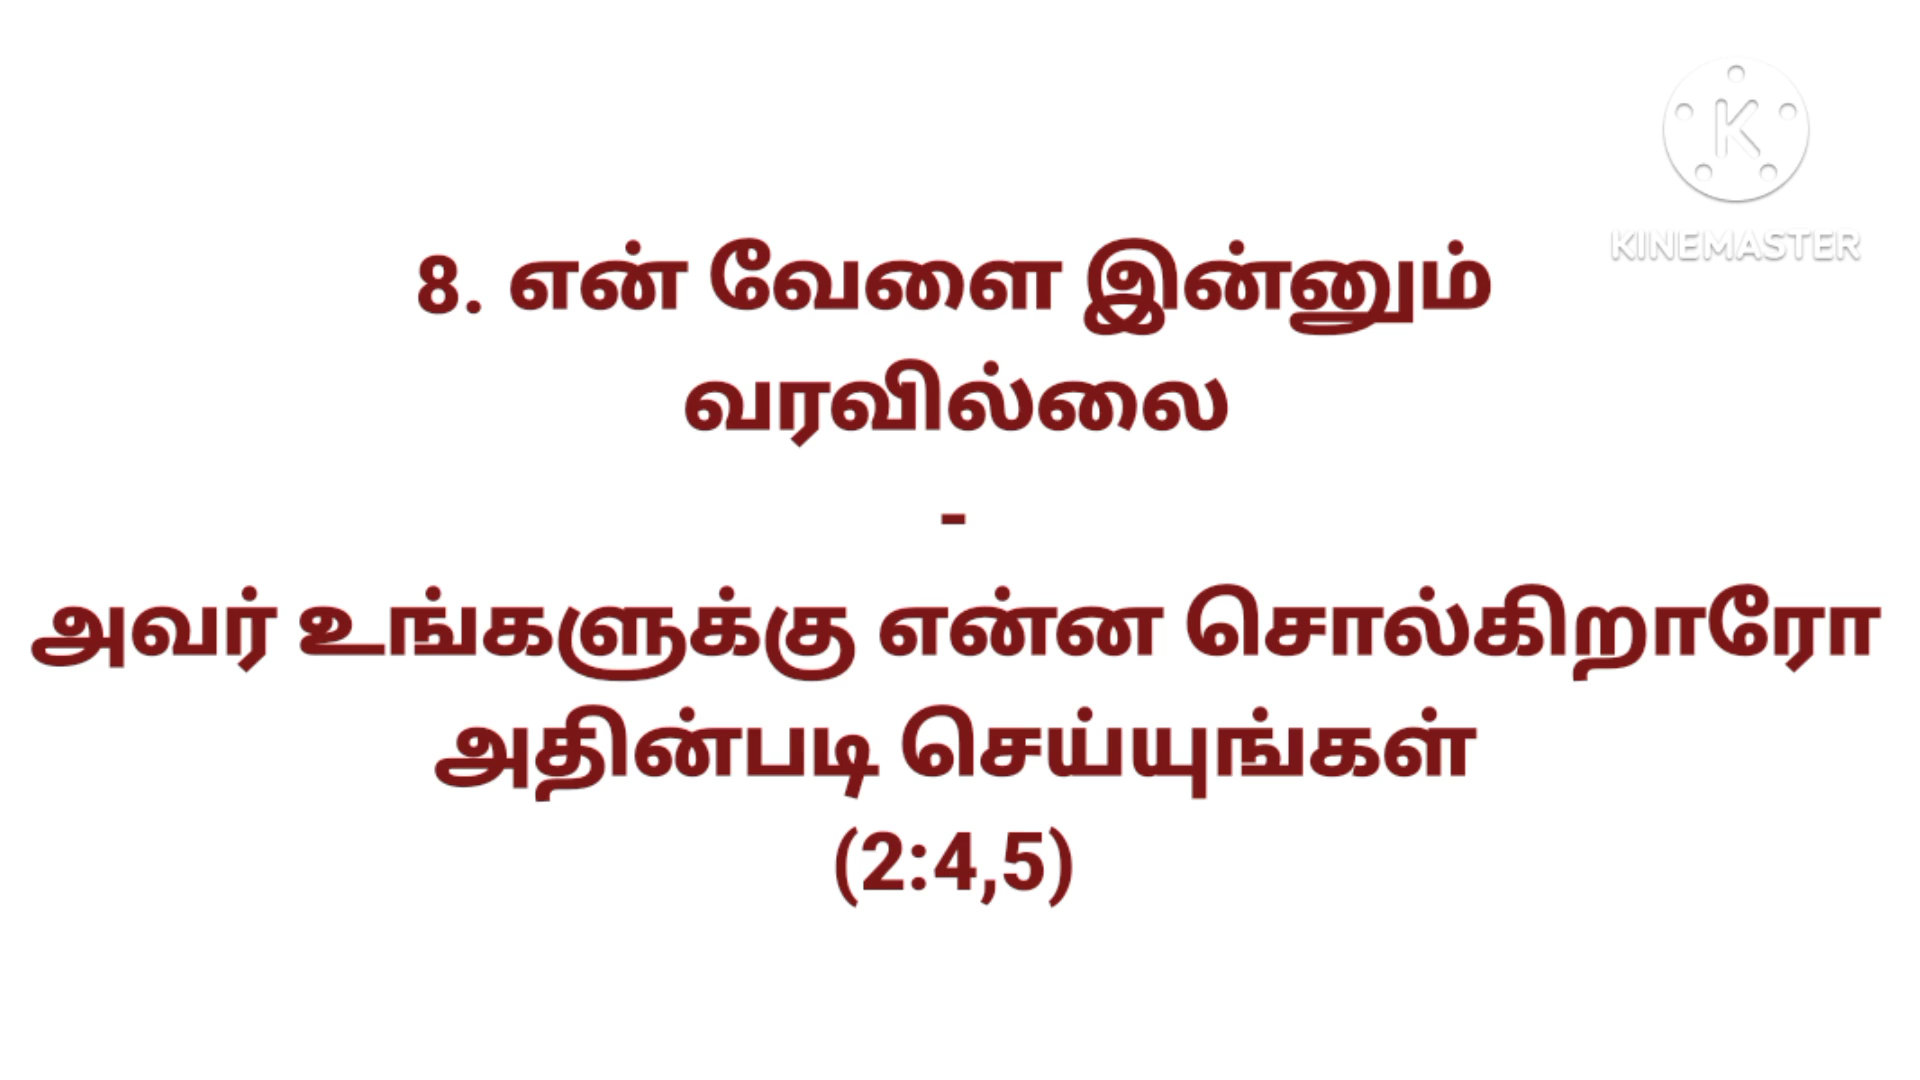 K
KINEMASTER
8. என் வேளை இன்னும்
வரவில்லை
-
அவர் உங்களுக்கு என்ன சொல்கிறாரோ
அதின்படி செய்யுங்கள்
(2:4,5)